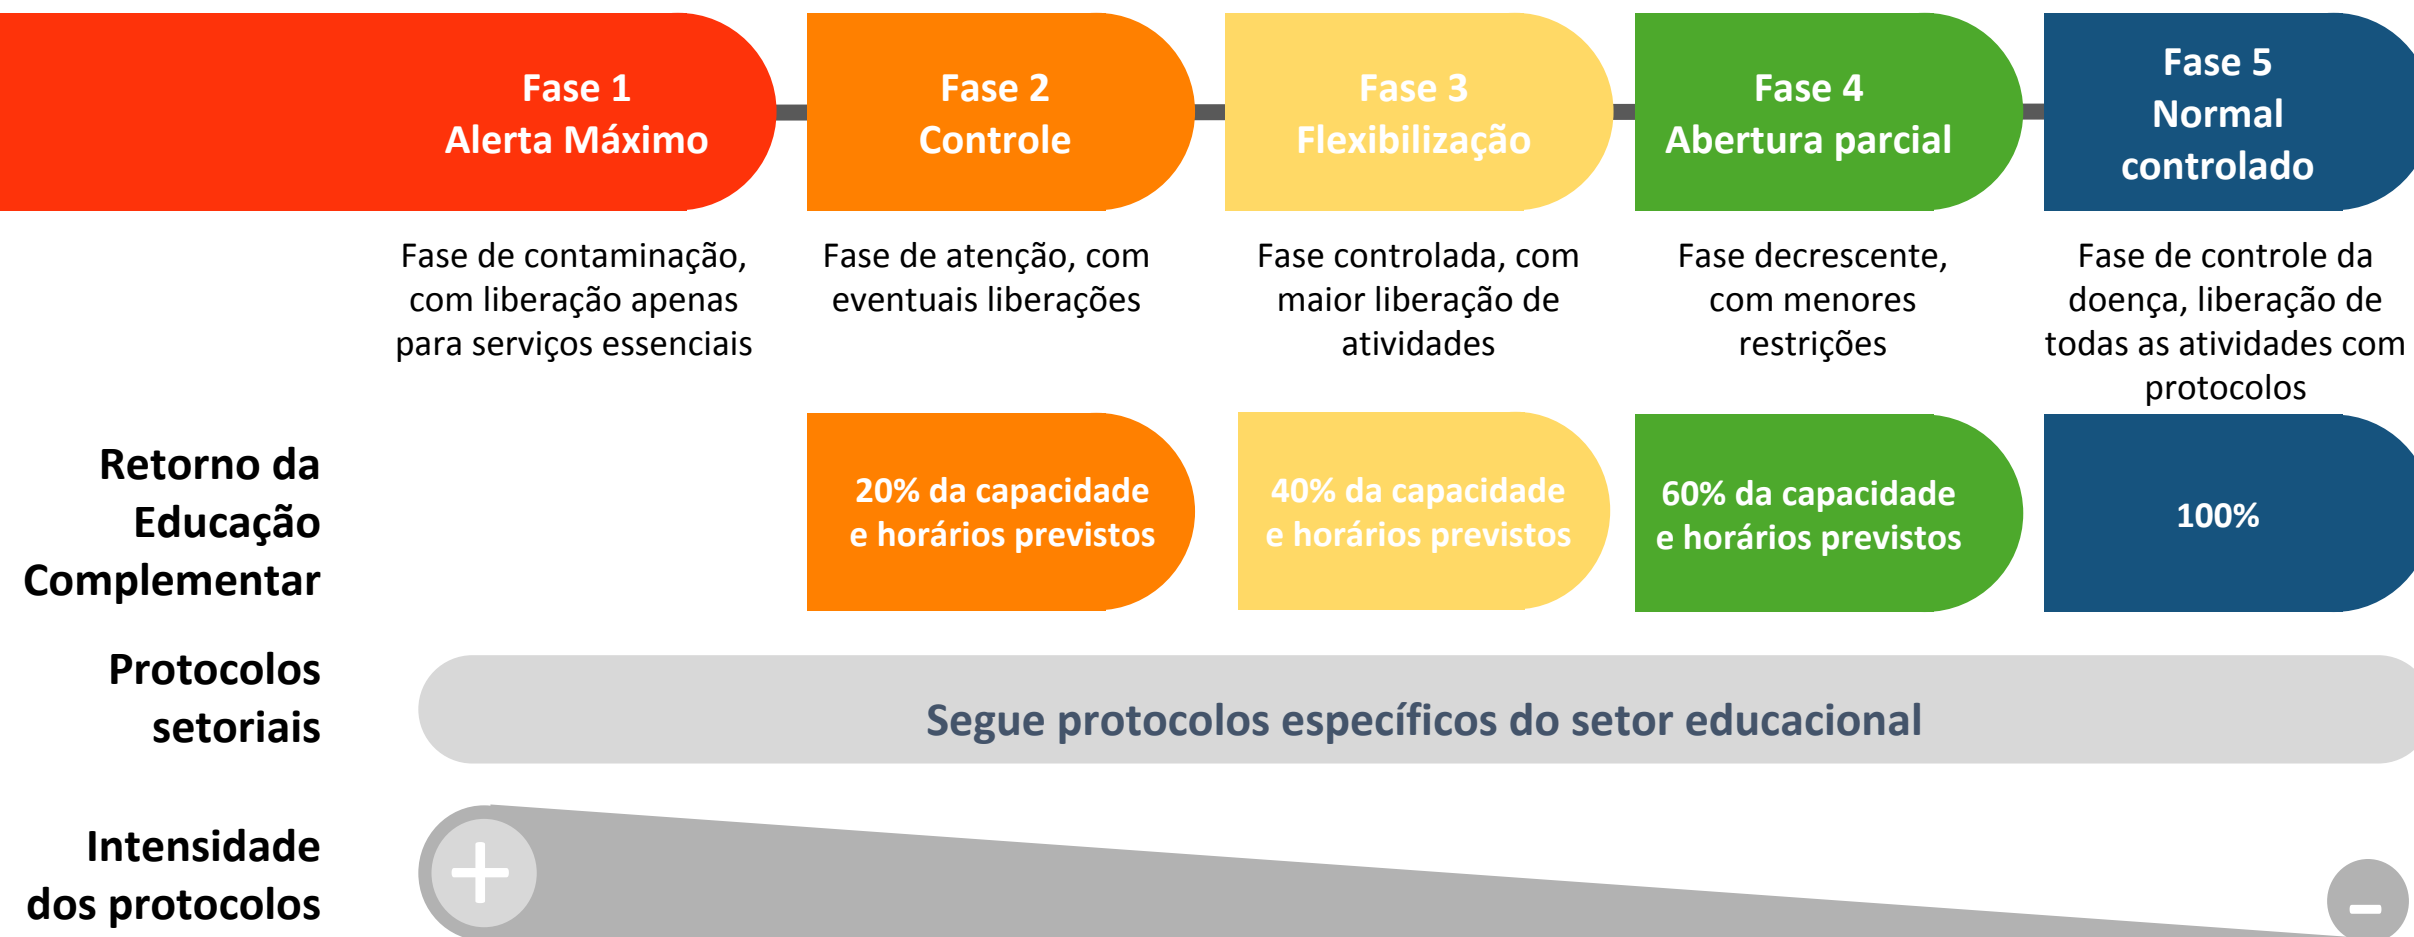 Fase 1
Alerta Máximo
Fase 2
Controle
Fase 3
Flexibilização
Fase 4
Abertura parcial
Fase 5
Normal
controlado
Fase de contaminação,
com liberação apenas
para serviços essenciais
Fase de atenção, com
eventuais liberações
Fase controlada, com
maior liberação de
atividades
Fase decrescente,
com menores
restrições
Fase de controle da
doença, liberação de
todas as atividades com
protocolos
Retorno da
Educação
Complementar
20% da capacidade
e horários previstos
40% da capacidade
e horários previstos
60% da capacidade
e horários previstos
100%
Protocolos
setoriais
Segue protocolos específicos do setor educacional
Intensidade
dos protocolos
+
-